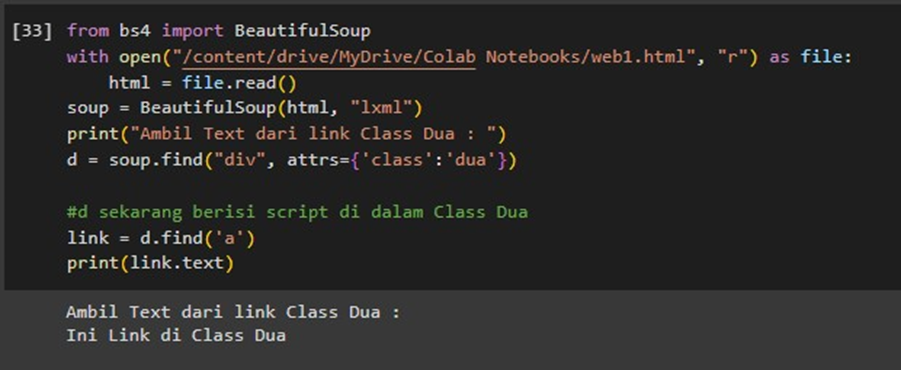 [33] from bs4 import BeautifulSoup
with open("/content/drive/MyDrive/Colab Notebooks/web1.html", "r") as file:
    html = file.read()
soup = BeautifulSoup(html, "lxml")
print("Ambil Text dari link Class Dua : ")
d = soup.find("div", attrs={'class':'dua'})
#d sekarang berisi script di dalam Class Dua
link = d.find('a')
print(link.text)
Ambil Text dari link Class Dua :
Ini Link di Class Dua